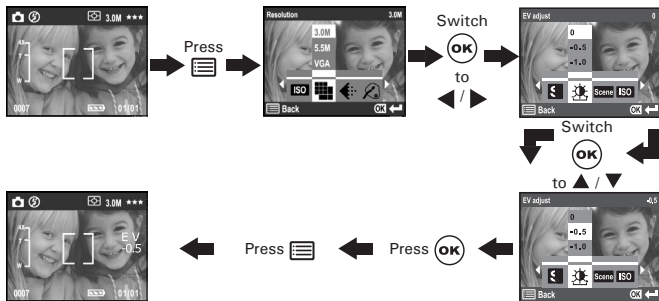 3.0M ★★★
0007
01|01
Press
Resolution 3.0M
3.0M
5.5M
VGA
ISO
Back OK
Switch
OK
to
◀ / ▶
EV adjust 0
0
-0.5
-1.0
Scene ISO
Back OK
Switch
OK
to ▲ / ▼
EV adjust -0,5
0
-0.5
-1.0
Scene ISO
Back OK
Press OK
Press
3.0M ★★★
EV
-0.5
0007
01|01